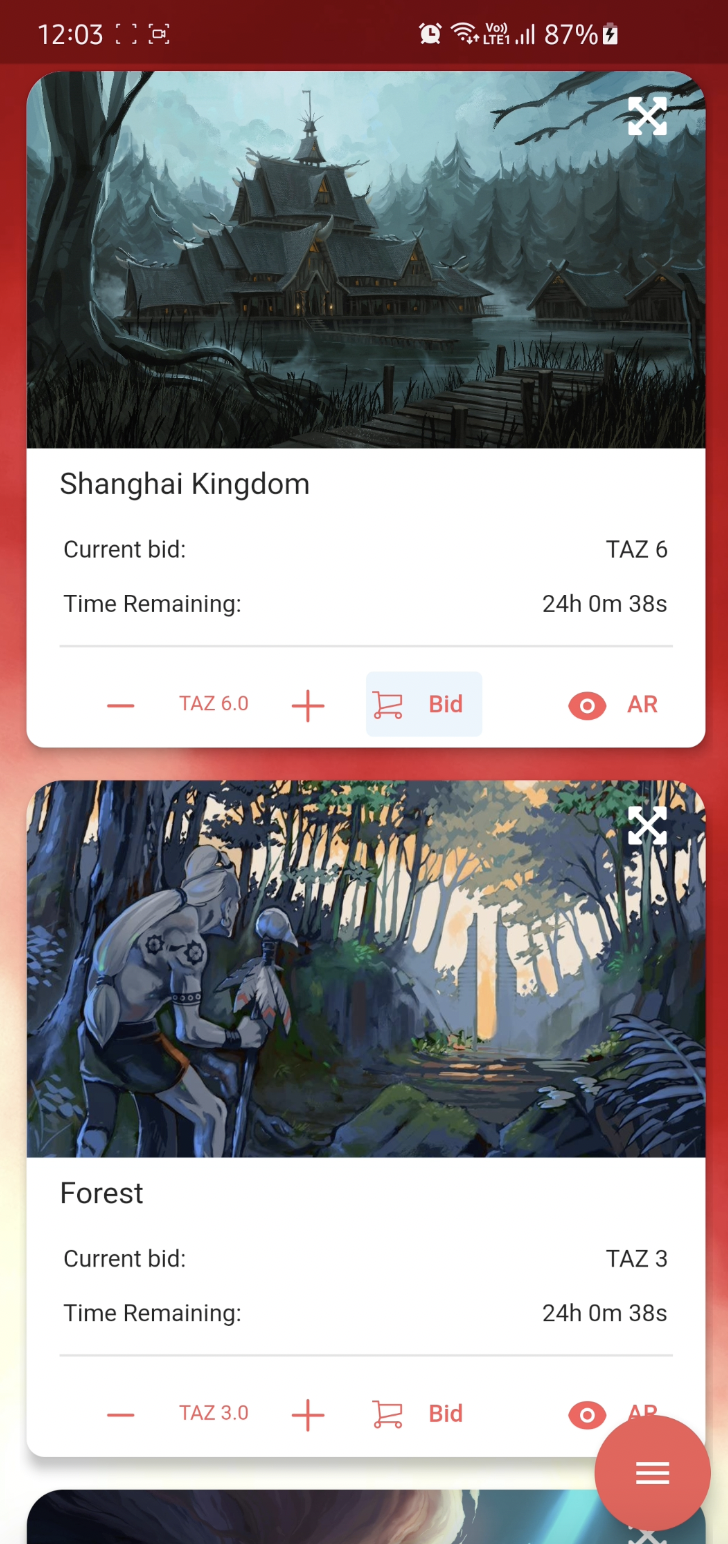 12:03 Vo)) LTE1 87%
Shanghai Kingdom
Current bid: TAZ 6
Time Remaining: 24h 0m 38s
TAZ 6.0 Bid AR
Forest
Current bid: TAZ 3
Time Remaining: 24h 0m 38s
TAZ 3.0 Bid AR